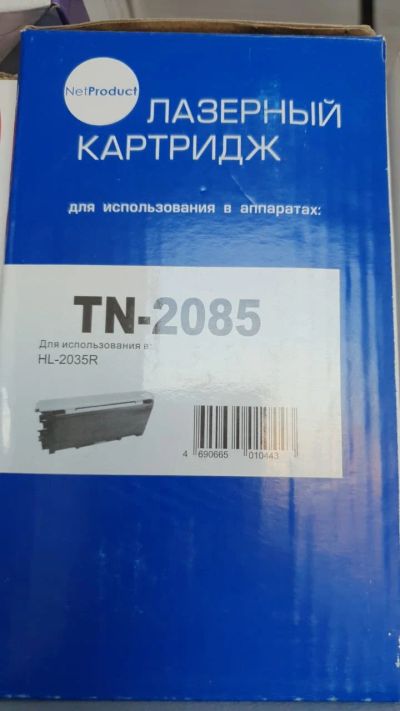 NetProduct
ЛАЗЕРНЫЙ
КАРТРИДЖ
для использования в аппаратах:
TN-2085
Для использования в:
HL-2035R
4 690665 010443